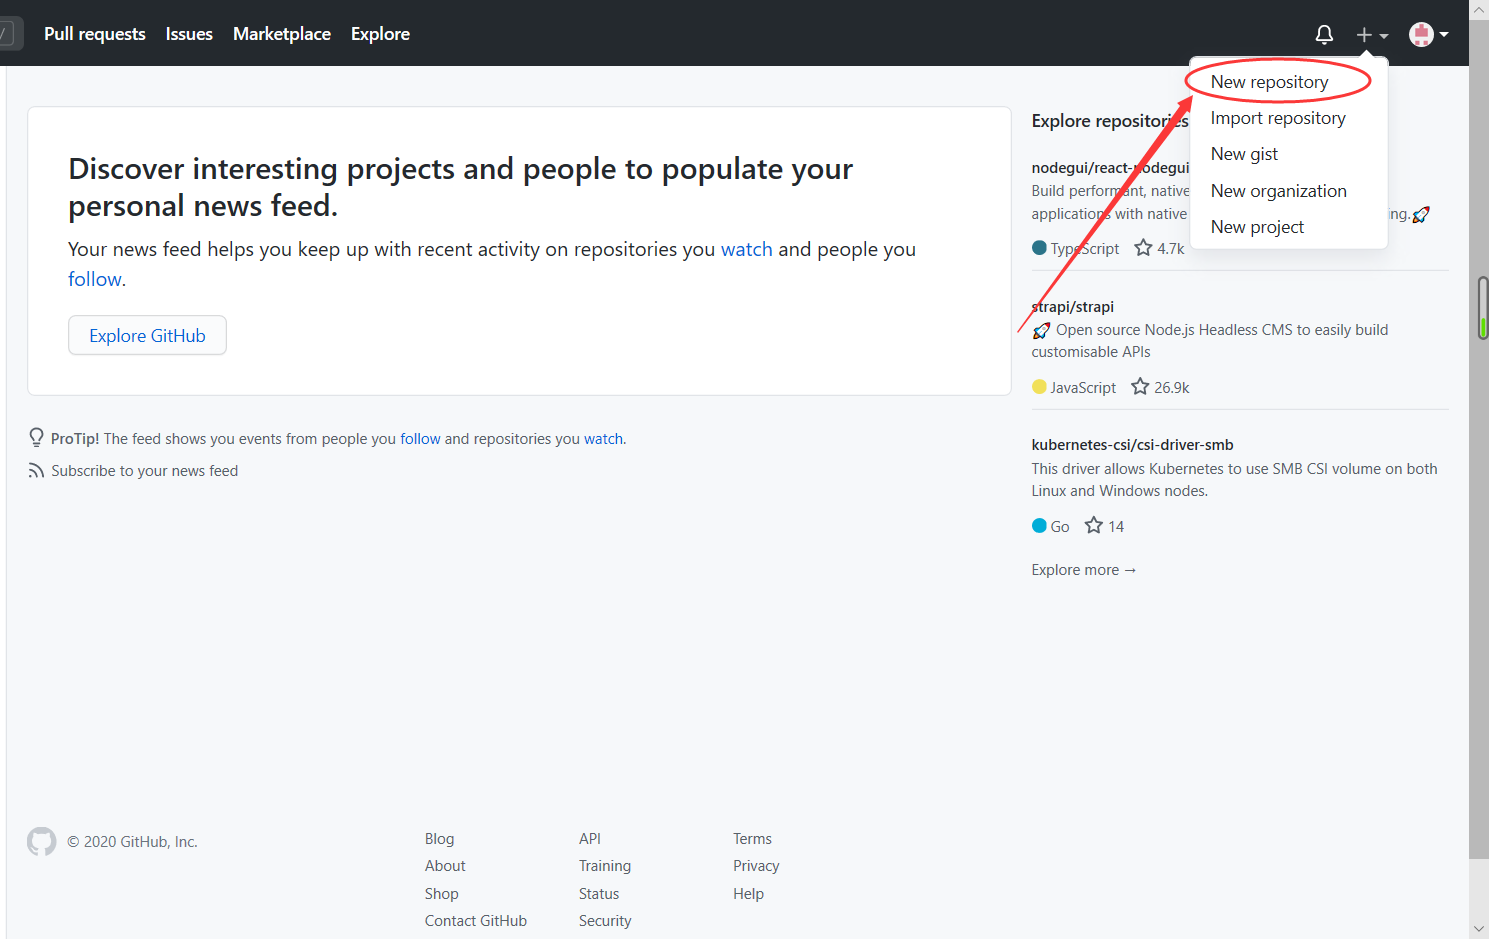 /
Pull requests
Issues
Marketplace
Explore
New repository
Import repository
New gist
New organization
New project
Discover interesting projects and people to populate your
personal news feed.
Your news feed helps you keep up with recent activity on repositories you watch and people you
follow.
Explore GitHub
ProTip! The feed shows you events from people you follow and repositories you watch.
Subscribe to your news feed
Explore repositories
nodegui/react-nodegui
Build performant, native
applications with native ing.🚀
TypeScript 4.7k
strapi/strapi
🚀 Open source Node.js Headless CMS to easily build
customisable APIs
JavaScript 26.9k
kubernetes-csi/csi-driver-smb
This driver allows Kubernetes to use SMB CSI volume on both
Linux and Windows nodes.
Go 14
Explore more →
© 2020 GitHub, Inc.
Blog
About
Shop
Contact GitHub
API
Training
Status
Security
Terms
Privacy
Help